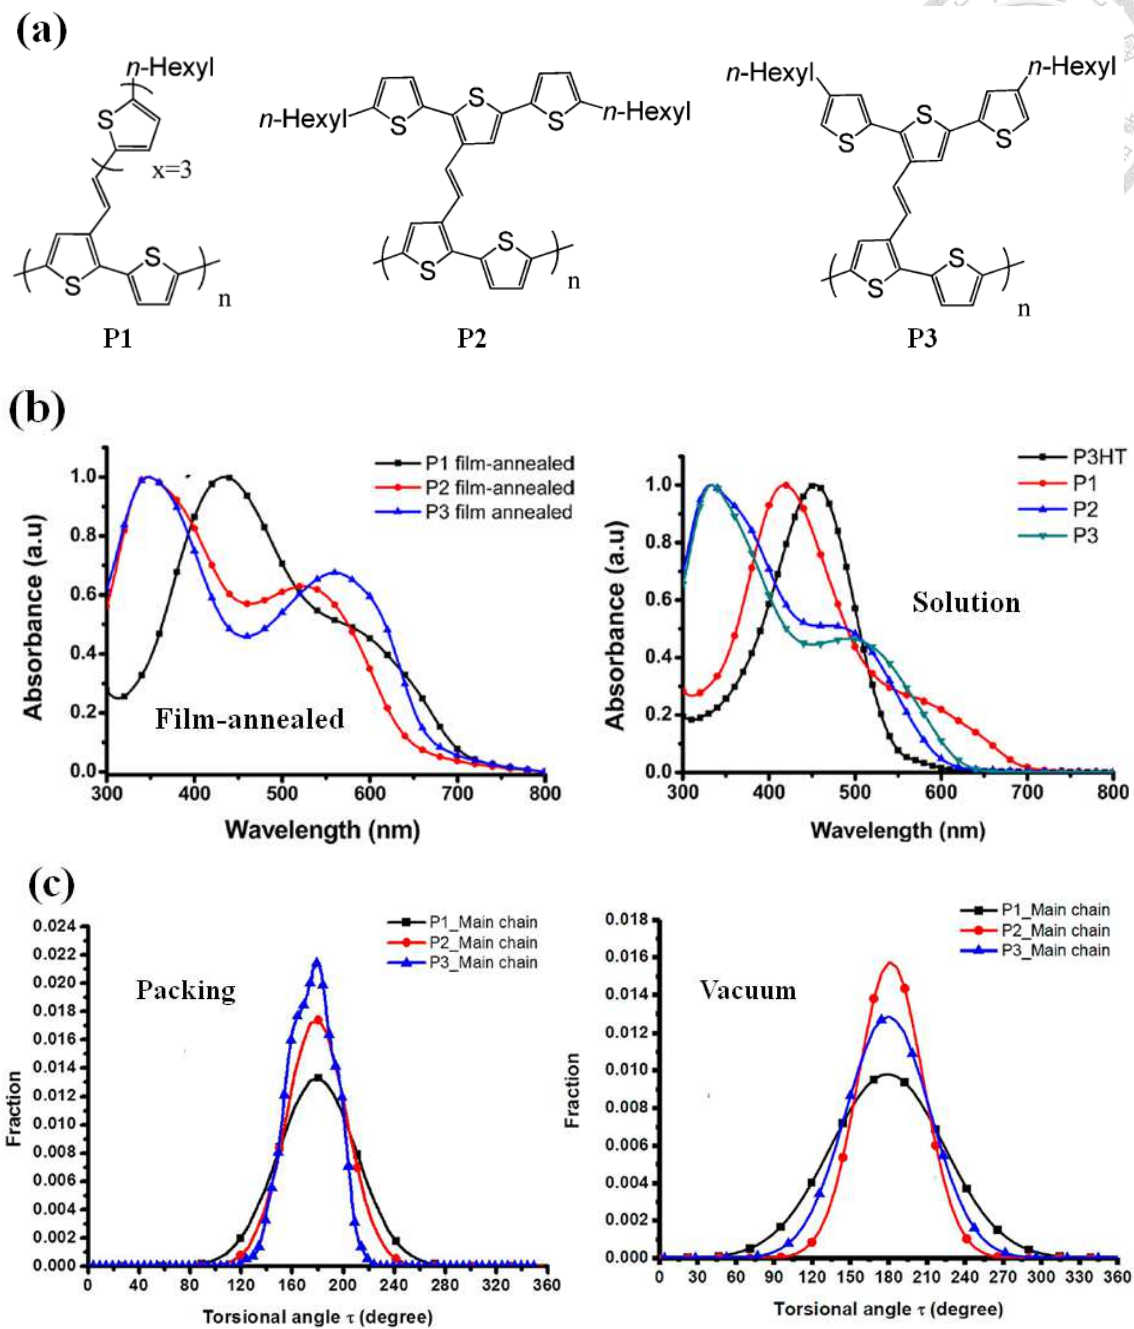 (a)
n-Hexyl
S
x=3
S
S
n
P1
n-Hexyl
S
S
S
n-Hexyl
S
S
n
P2
n-Hexyl
n-Hexyl
S
S
S
S
S
n
P3
(b)
P1 film-annealed
P2 film-annealed
P3 film annealed
Film-annealed
Absorbance (a.u)
1.0
0.8
0.6
0.4
0.2
0.0
300 400 500 600 700 800
Wavelength (nm)
P3HT
P1
P2
P3
Solution
Absorbance (a.u)
1.0
0.8
0.6
0.4
0.2
0.0
300 400 500 600 700 800
Wavelength (nm)
(c)
P1_Main chain
P2_Main chain
P3_Main chain
Packing
Fraction
0.024
0.022
0.020
0.018
0.016
0.014
0.012
0.010
0.008
0.006
0.004
0.002
0.000
0 40 80 120 160 200 240 280 320 360
Torsional angle τ (degree)
P1_Main chain
P2_Main chain
P3_Main chain
Vacuum
Fraction
0.018
0.016
0.014
0.012
0.010
0.008
0.006
0.004
0.002
0.000
0 30 60 90 120 150 180 210 240 270 300 330 360
Torsional angle τ (degree)